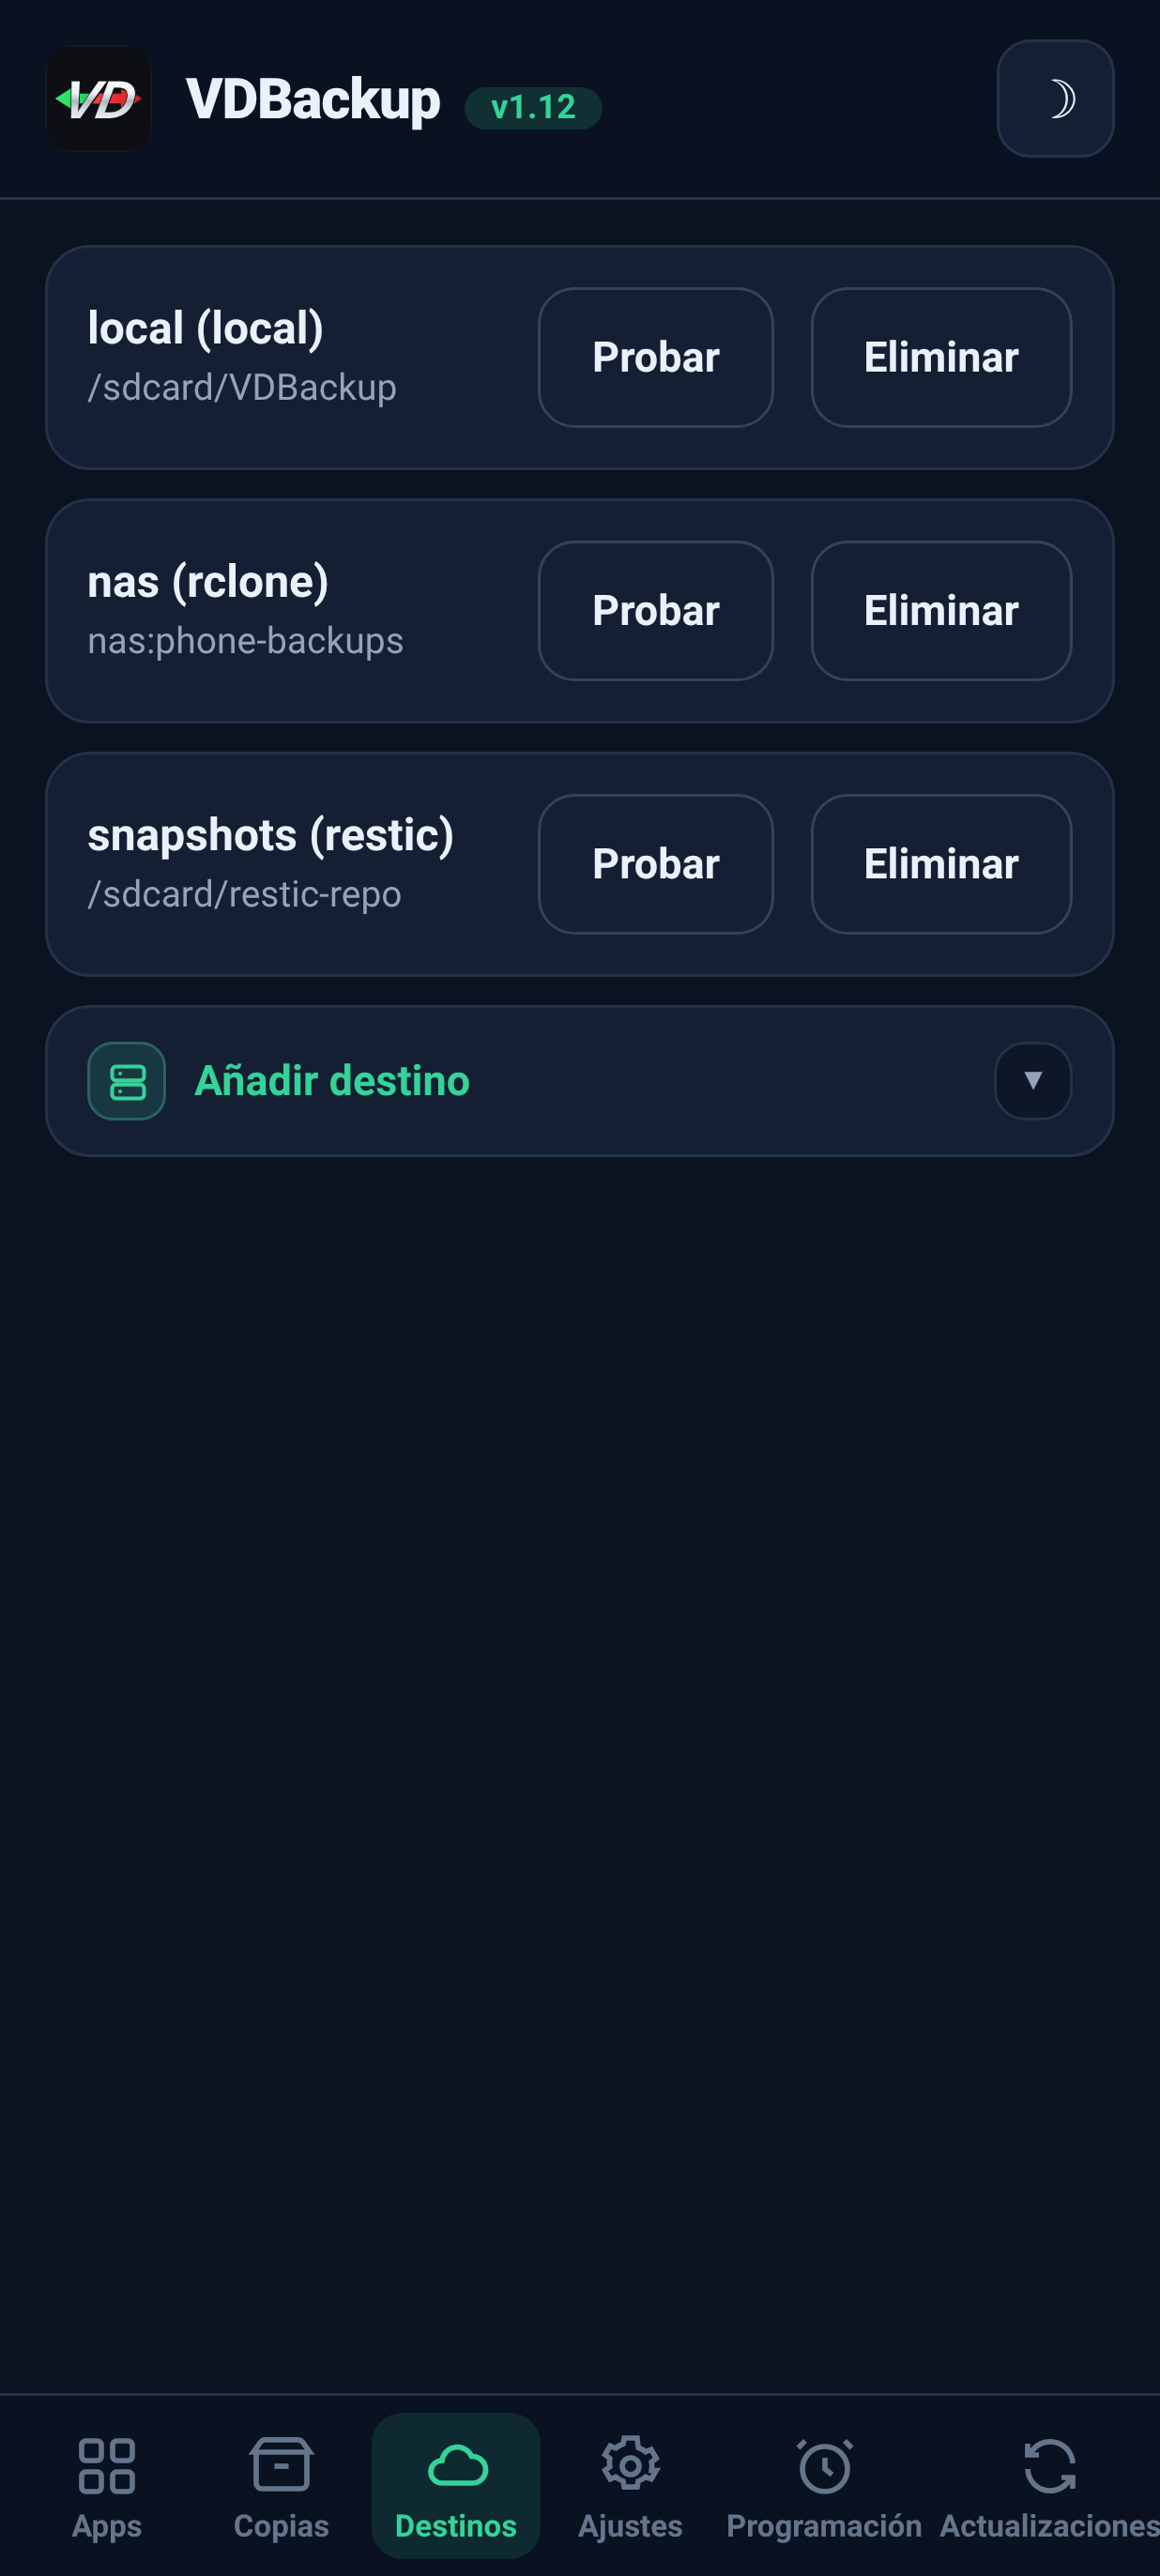 VD
VDBackup v1.12
local (local)
/sdcard/VDBackup
Probar
Eliminar
nas (rclone)
nas:phone-backups
Probar
Eliminar
snapshots (restic)
/sdcard/restic-repo
Probar
Eliminar
Añadir destino
Apps
Copias
Destinos
Ajustes
Programación
Actualizaciones